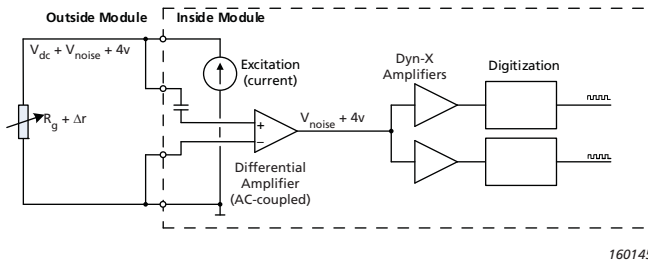 Outside Module
Inside Module
V_dc + V_noise + 4v
Excitation
(current)
R_g + Δr
+
−
V_noise + 4v
Differential
Amplifier
(AC-coupled)
Dyn-X
Amplifiers
Digitization
160145